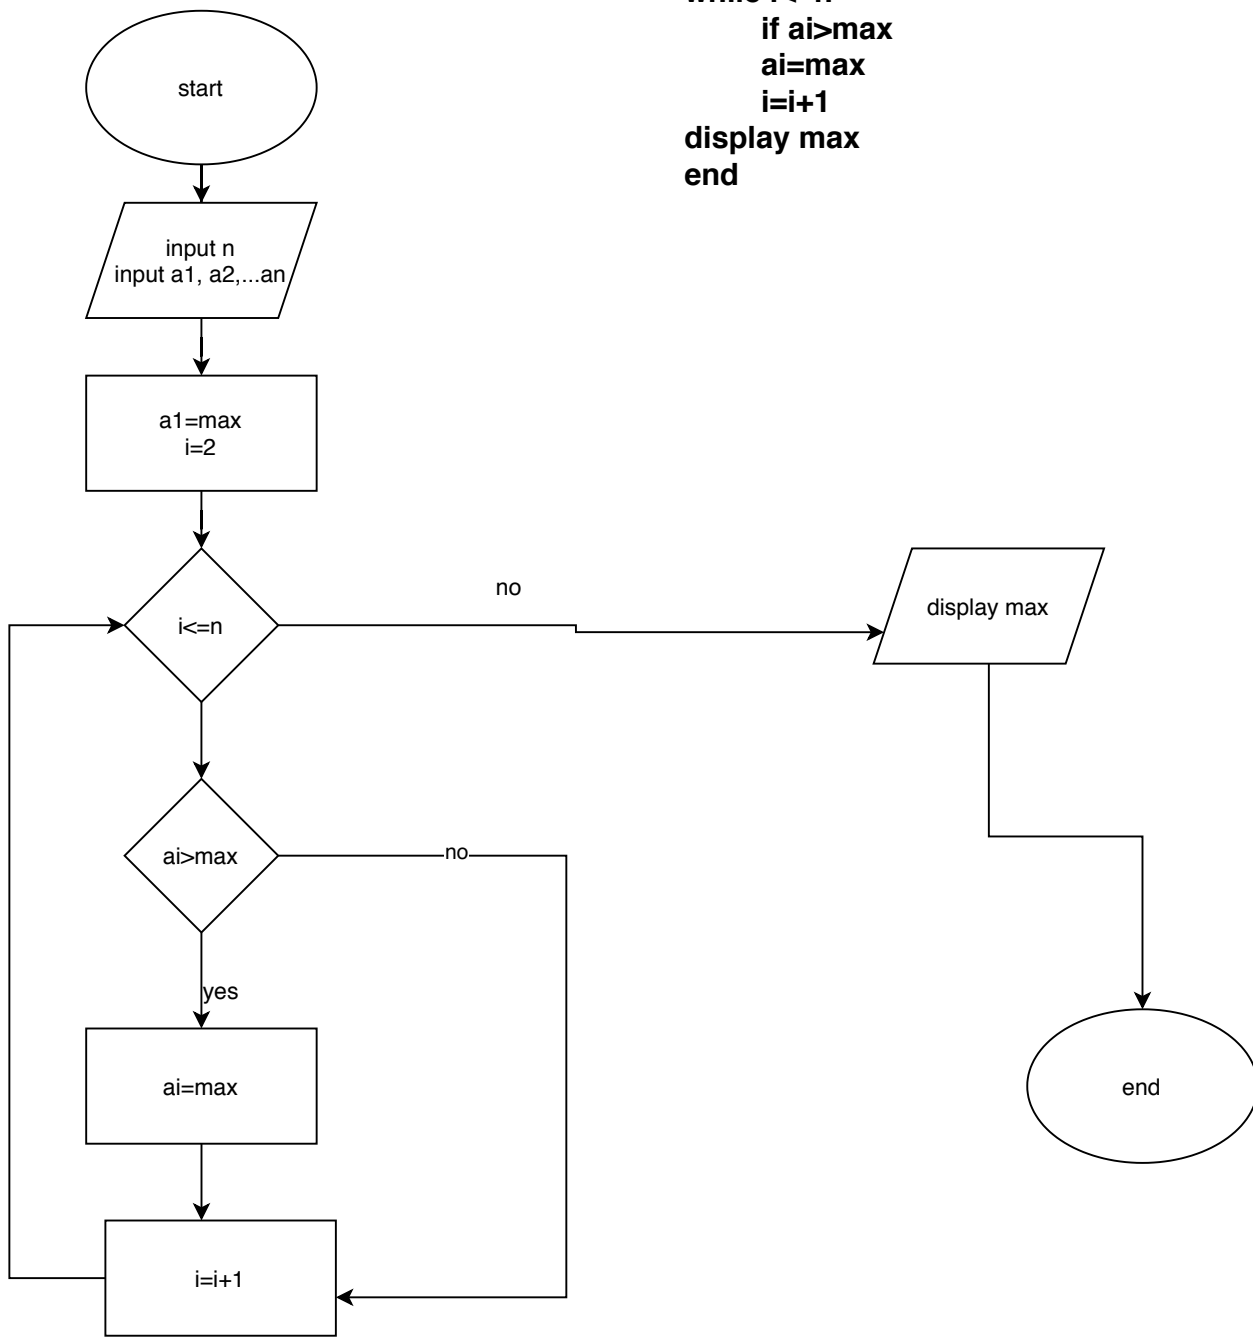 if ai>max
ai=max
i=i+1
display max
end
start
input n
input a1, a2,...an
a1=max
i=2
i<=n
no
display max
ai>max
no
yes
ai=max
end
i=i+1